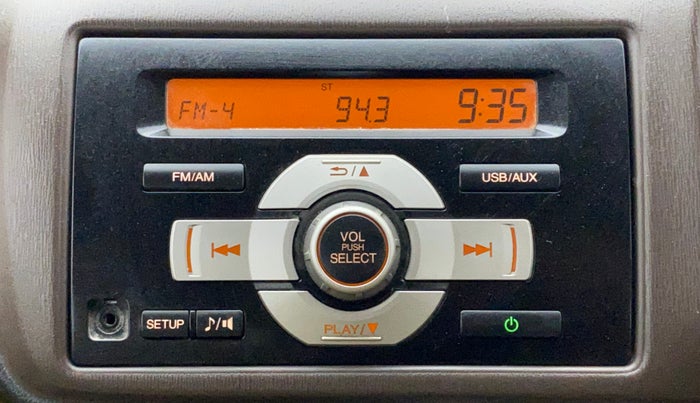 ST
FM-4 94.3 9:35
FM/AM
USB/AUX
VOL
PUSH
SELECT
SETUP
PLAY/